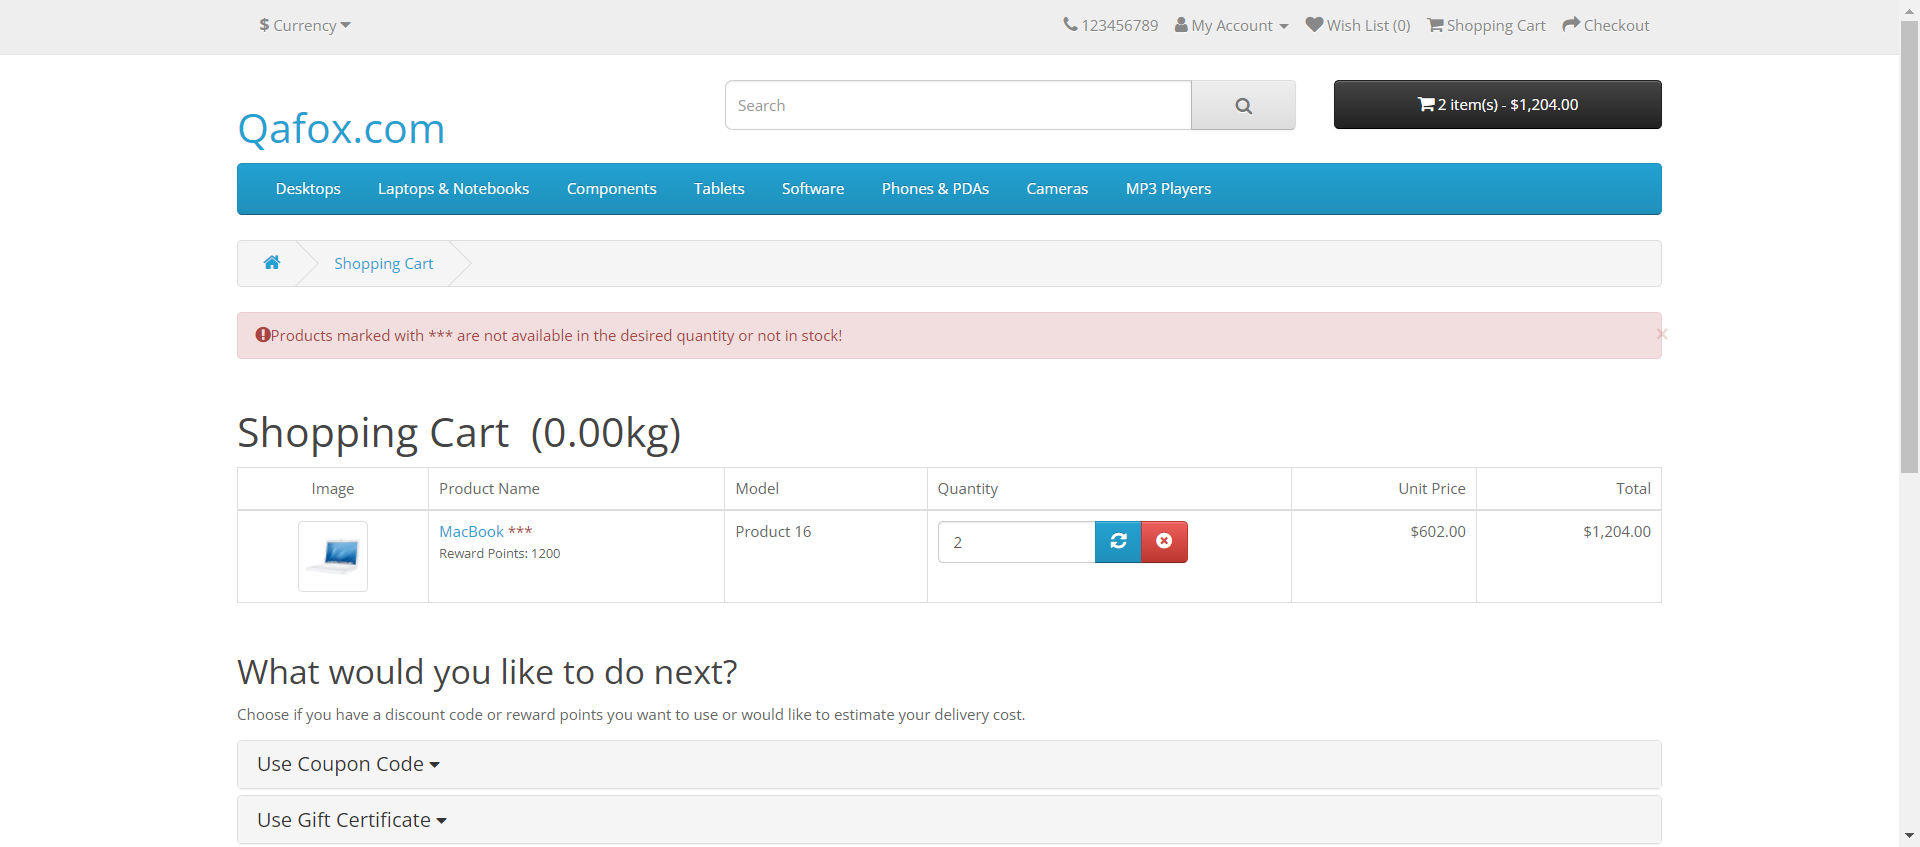 $ Currency
123456789 My Account Wish List (0) Shopping Cart Checkout
Search
2 item(s) - $1,204.00
Qafox.com
Desktops Laptops & Notebooks Components Tablets Software Phones & PDAs Cameras MP3 Players
Shopping Cart
Products marked with *** are not available in the desired quantity or not in stock!
×
Shopping Cart (0.00kg)
Image Product Name Model Quantity Unit Price Total
MacBook *** Product 16 2 $602.00 $1,204.00
Reward Points: 1200
What would you like to do next?
Choose if you have a discount code or reward points you want to use or would like to estimate your delivery cost.
Use Coupon Code
Use Gift Certificate